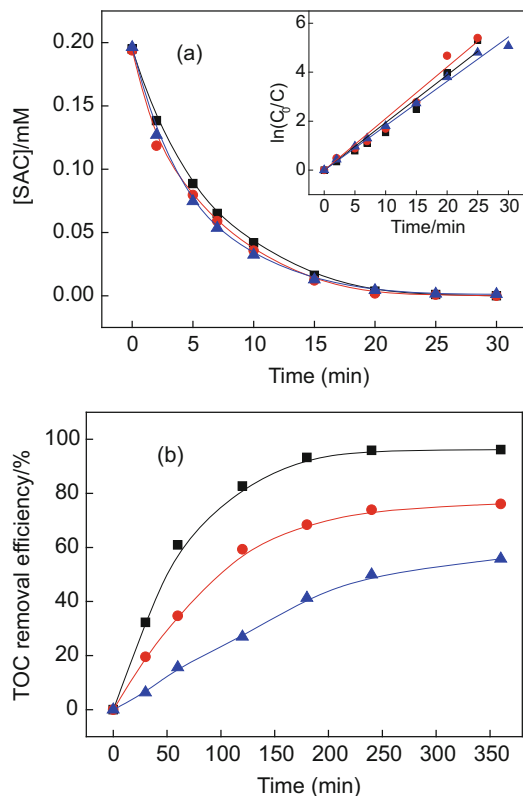 (a)
[SAC]/mM
0.20
0.15
0.10
0.05
0.00
0 5 10 15 20 25 30
Time (min)
ln(C0/C)
6
4
2
0
0 5 10 15 20 25 30
Time/min
(b)
TOC removal efficiency/%
100
80
60
40
20
0
0 50 100 150 200 250 300 350
Time (min)